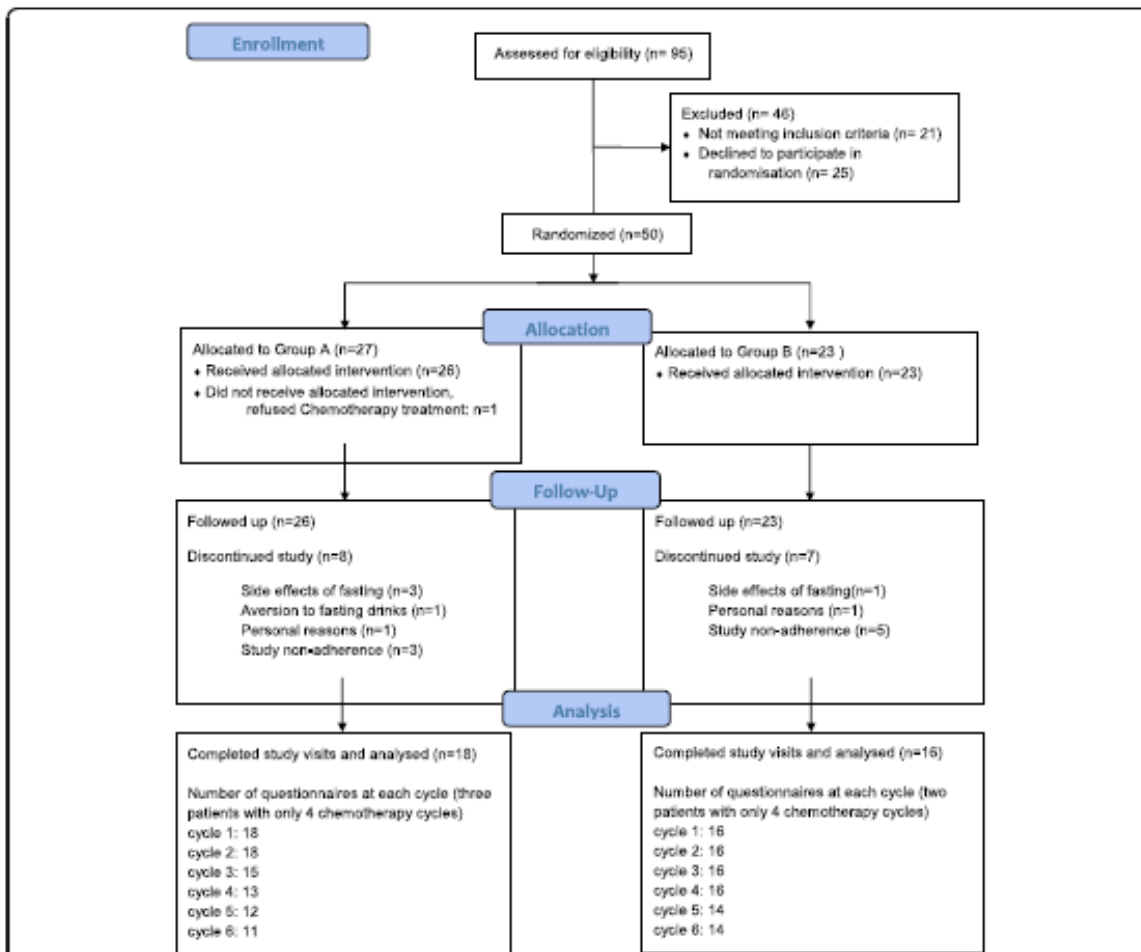 Enrollment
Assessed for eligibility (n= 95)
Excluded (n= 46)
♦ Not meeting inclusion criteria (n= 21)
♦ Declined to participate in
randomisation (n= 25)
Randomized (n=50)
Allocation
Allocated to Group A (n=27)
♦ Received allocated intervention (n=26)
♦ Did not receive allocated intervention,
refused Chemotherapy treatment: n=1
Allocated to Group B (n=23 )
♦ Received allocated intervention (n=23)
Follow-Up
Followed up (n=26)
Discontinued study (n=8)
Side effects of fasting (n=3)
Aversion to fasting drinks (n=1)
Personal reasons (n=1)
Study non-adherence (n=3)
Followed up (n=23)
Discontinued study (n=7)
Side effects of fasting(n=1)
Personal reasons (n=1)
Study non-adherence (n=5)
Analysis
Completed study visits and analysed (n=18)
Number of questionnaires at each cycle (three
patients with only 4 chemotherapy cycles)
cycle 1: 18
cycle 2: 18
cycle 3: 15
cycle 4: 13
cycle 5: 12
cycle 6: 11
Completed study visits and analysed (n=16)
Number of questionnaires at each cycle (two
patients with only 4 chemotherapy cycles)
cycle 1: 16
cycle 2: 16
cycle 3: 16
cycle 4: 16
cycle 5: 14
cycle 6: 14